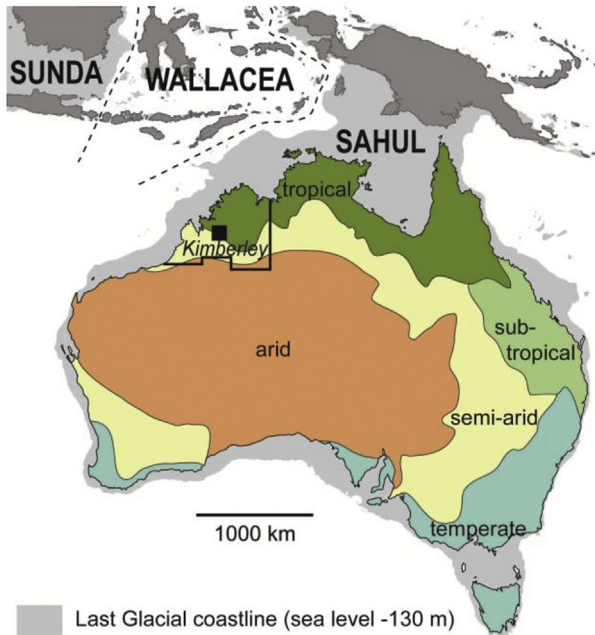 SUNDA
WALLACEA
SAHUL
tropical
Kimberley
sub-
tropical
arid
semi-arid
1000 km
temperate
Last Glacial coastline (sea level -130 m)